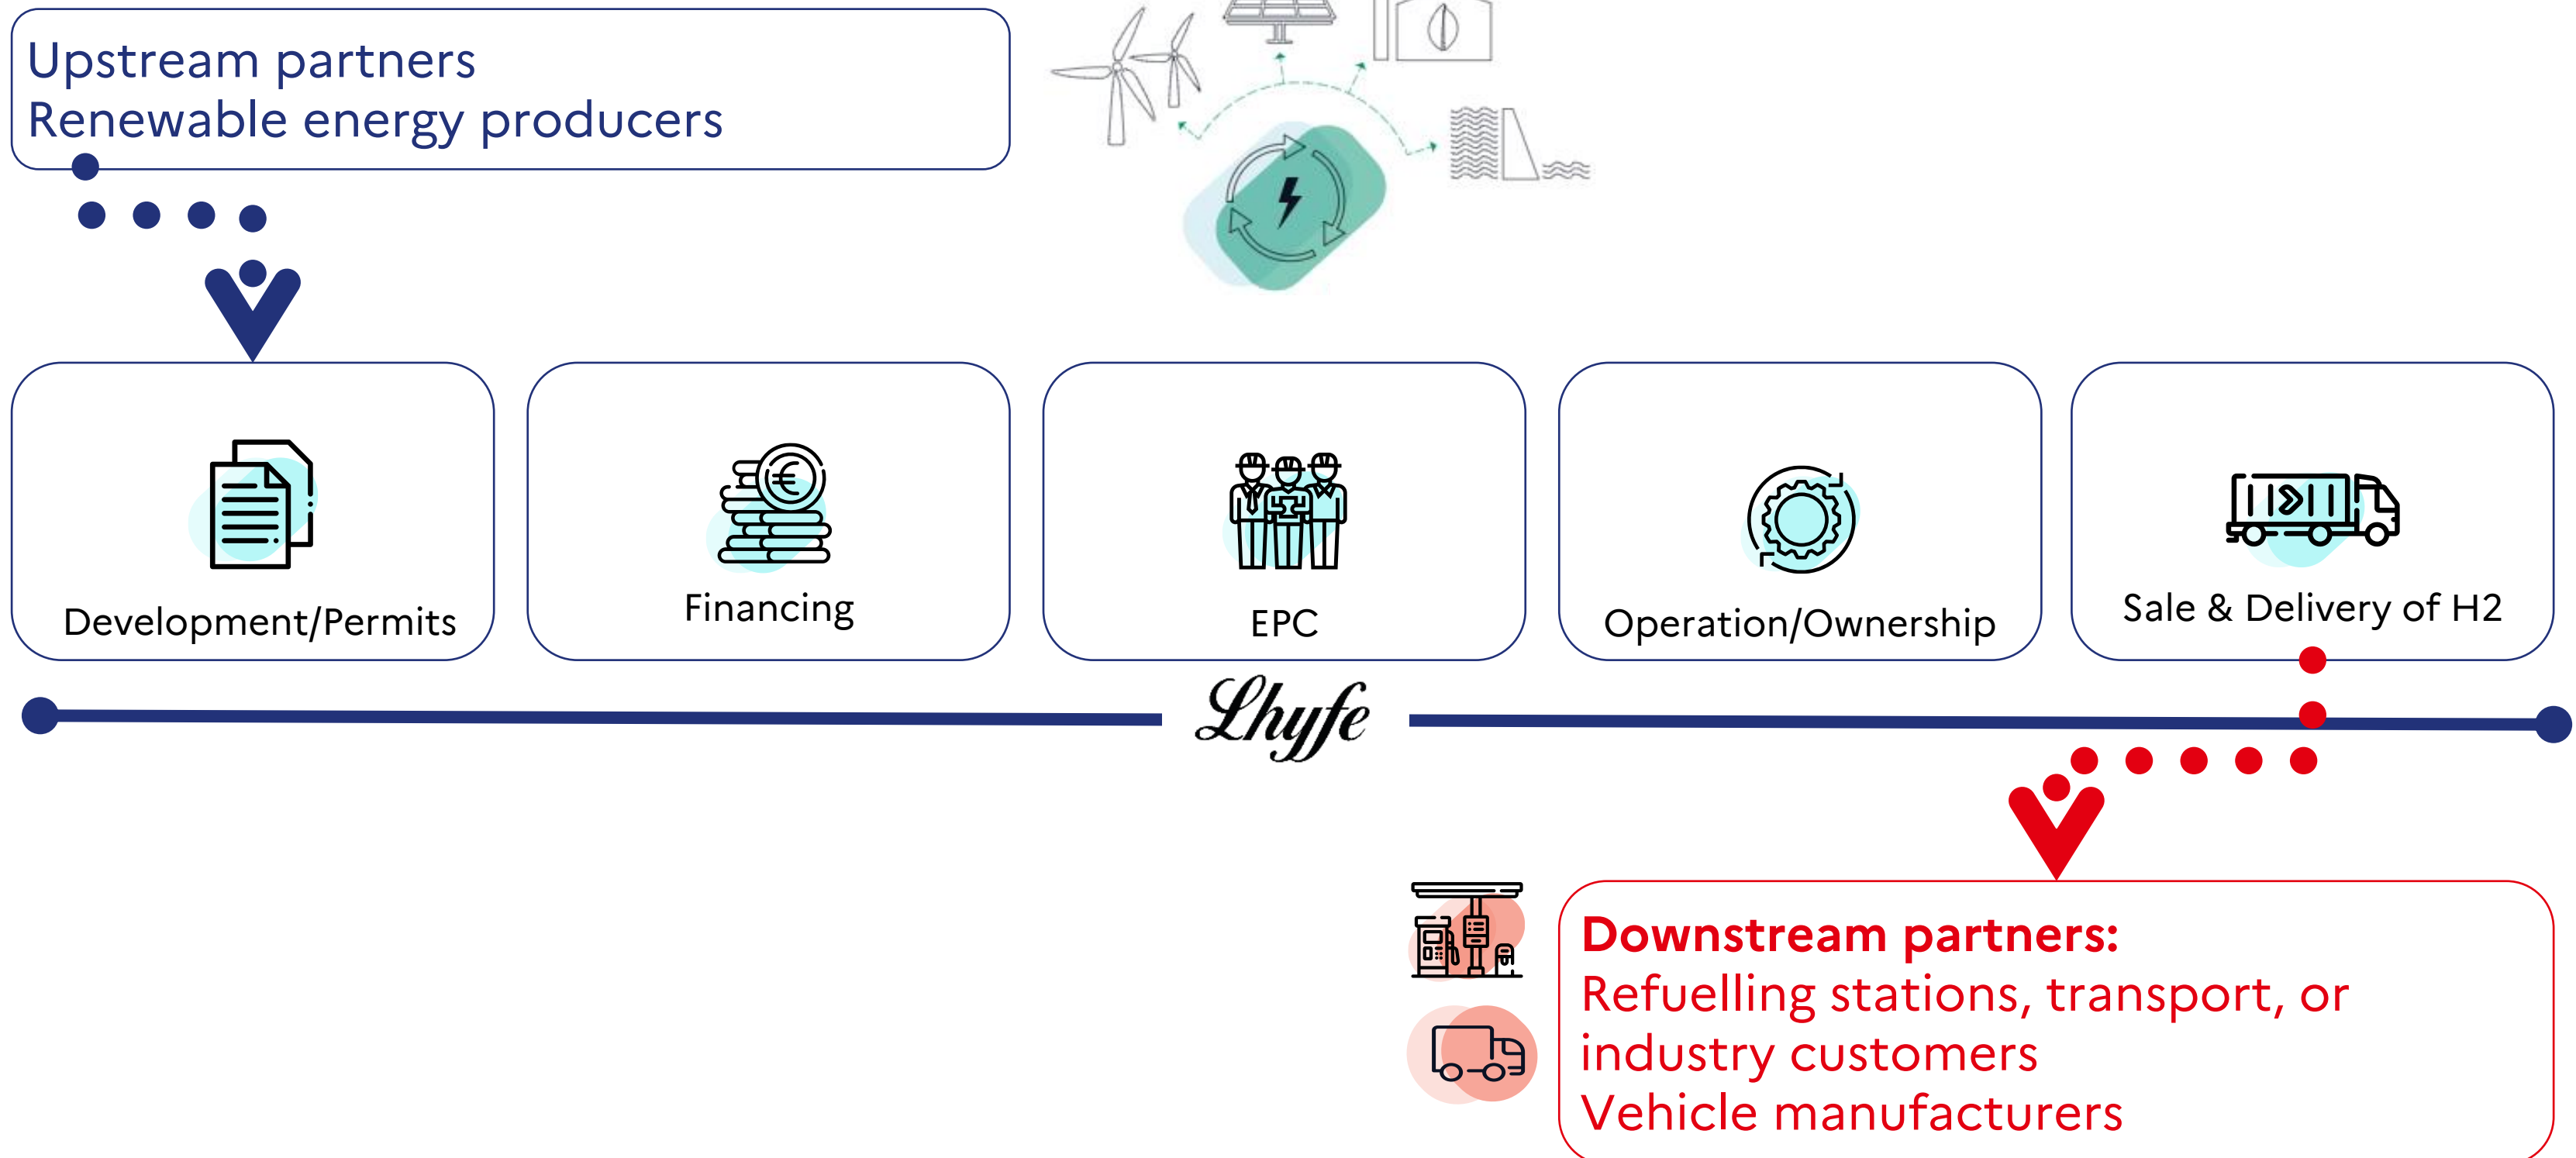 Upstream partners
Renewable energy producers
Development/Permits
Financing
EPC
Operation/Ownership
Sale & Delivery of H2
Lhyfe
Downstream partners:
Refuelling stations, transport, or
industry customers
Vehicle manufacturers